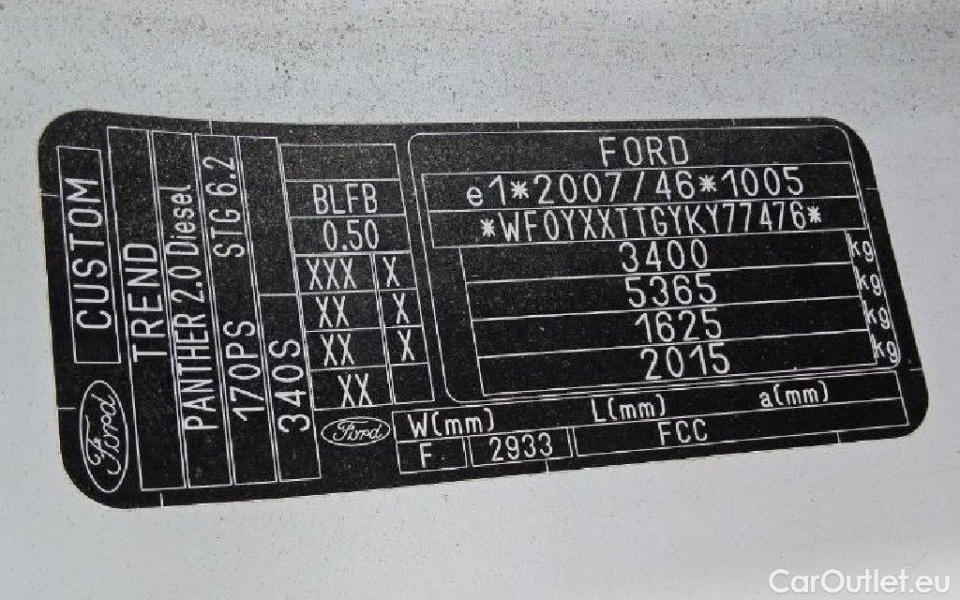 CUSTOM
Ford
TREND
PANTHER 2.0 Diesel
170PS STG 6.2
340S
BLFB
0.50
XXX X
XX X
XX X
XX
Ford
FORD
e1*2007/46*1005
*WF0YXXTTGYKY77476*
3400 kg
5365 kg
1625 kg
2015 kg
W(mm) L(mm) a(mm)
F 2933 FCC
CarOutlet.eu